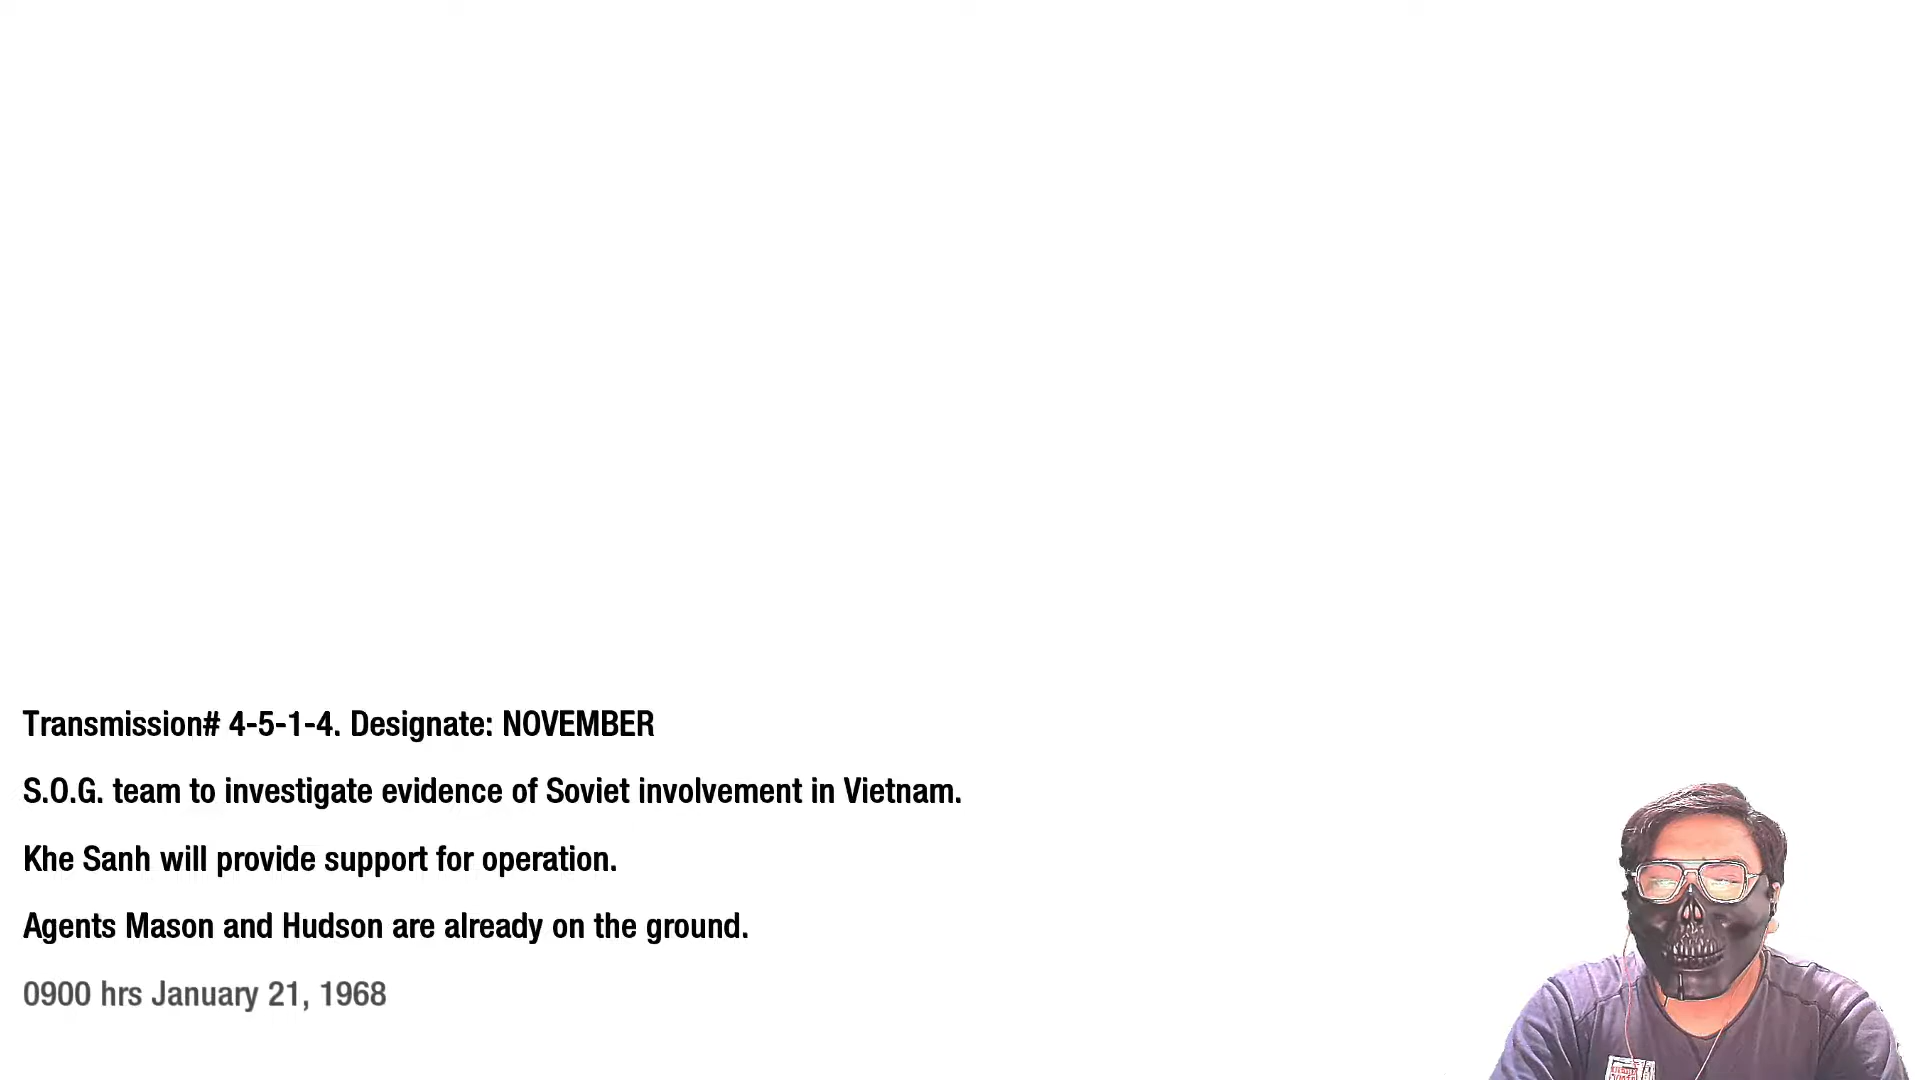 Transmission# 4-5-1-4. Designate: NOVEMBER
S.O.G. team to investigate evidence of Soviet involvement in Vietnam.
Khe Sanh will provide support for operation.
Agents Mason and Hudson are already on the ground.
0900 hrs January 21, 1968